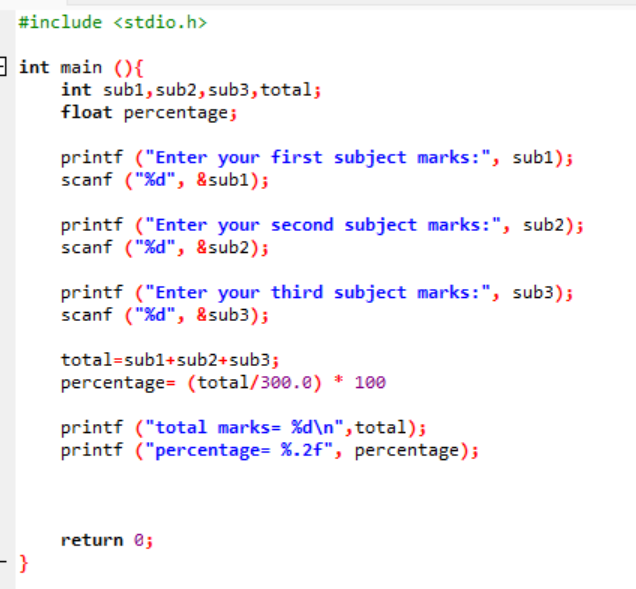 #include <stdio.h>
int main (){
int sub1,sub2,sub3,total;
float percentage;
printf ("Enter your first subject marks:", sub1);
scanf ("%d", &sub1);
printf ("Enter your second subject marks:", sub2);
scanf ("%d", &sub2);
printf ("Enter your third subject marks:", sub3);
scanf ("%d", &sub3);
total=sub1+sub2+sub3;
percentage= (total/300.0) * 100
printf ("total marks= %d\n",total);
printf ("percentage= %.2f", percentage);
return 0;
}